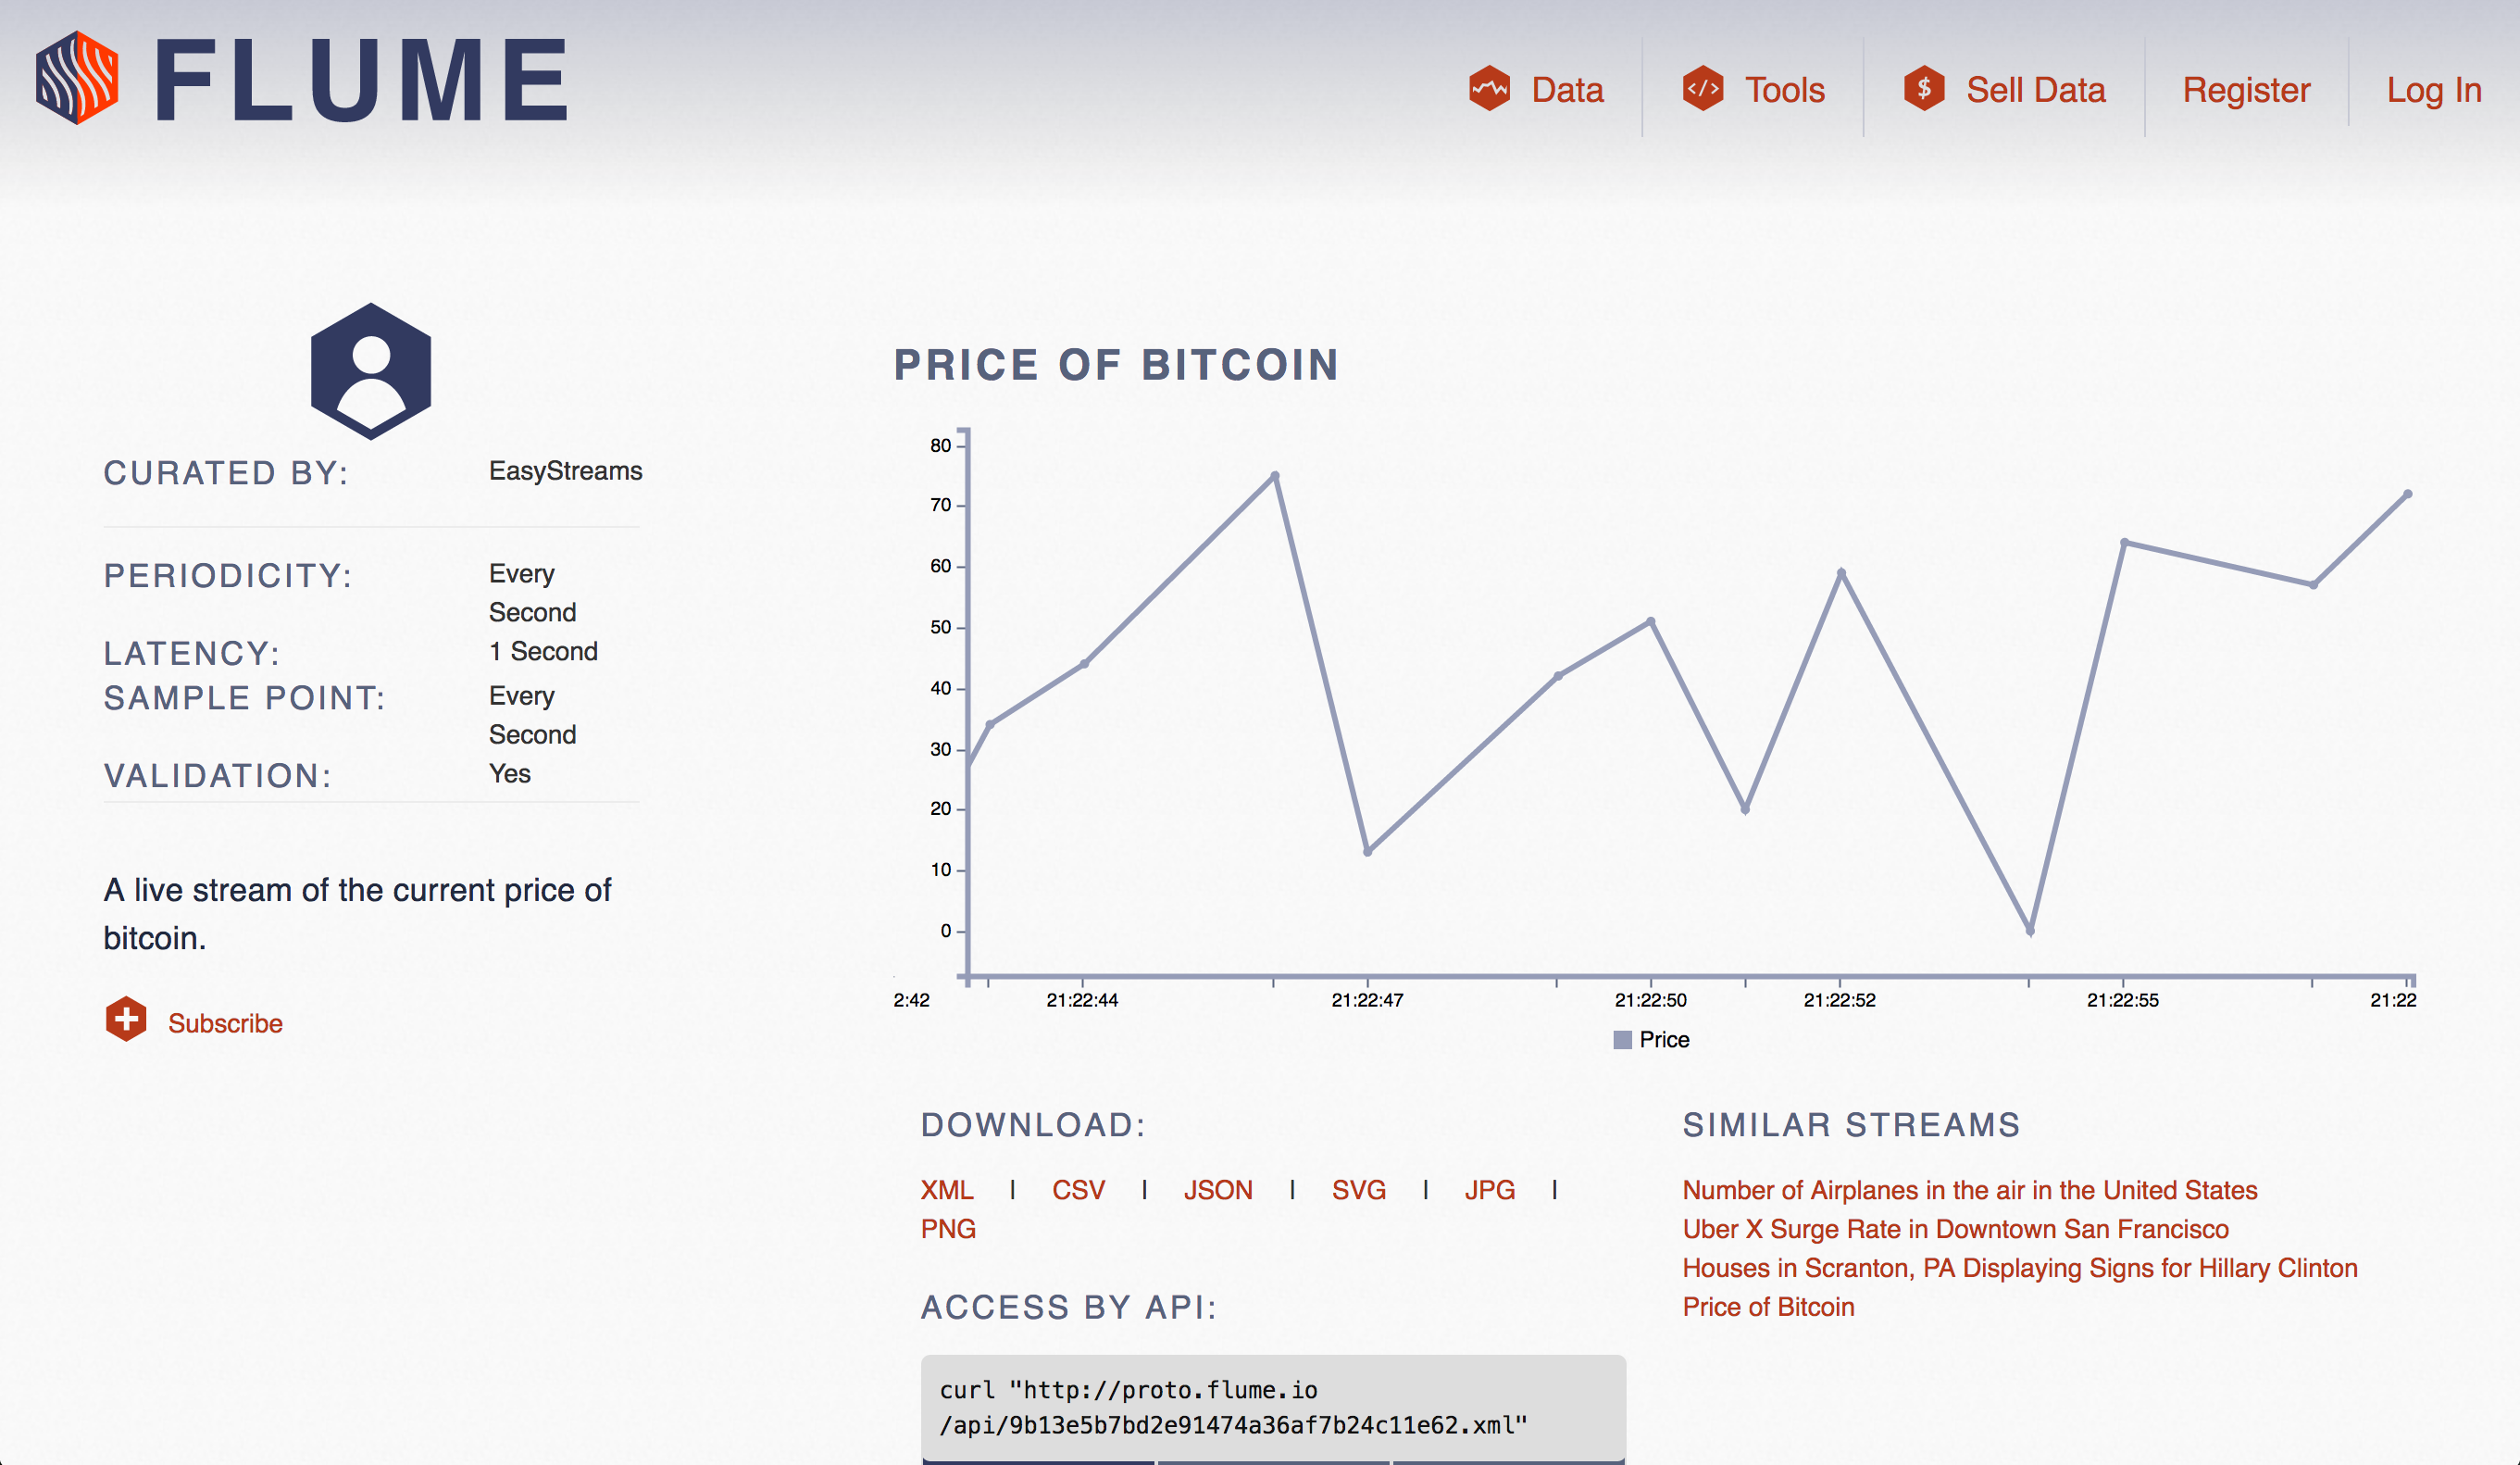 FLUME
Data
Tools
Sell Data
Register
Log In
CURATED BY: EasyStreams
PERIODICITY: Every
Second
LATENCY: 1 Second
SAMPLE POINT: Every
Second
VALIDATION: Yes
A live stream of the current price of
bitcoin.
Subscribe
PRICE OF BITCOIN
80
70
60
50
40
30
20
10
0
2:42 21:22:44 21:22:47 21:22:50 21:22:52 21:22:55 21:22
Price
DOWNLOAD:
XML | CSV | JSON | SVG | JPG |
PNG
ACCESS BY API:
curl "http://proto.flume.io
/api/9b13e5b7bd2e91474a36af7b24c11e62.xml"
SIMILAR STREAMS
Number of Airplanes in the air in the United States
Uber X Surge Rate in Downtown San Francisco
Houses in Scranton, PA Displaying Signs for Hillary Clinton
Price of Bitcoin